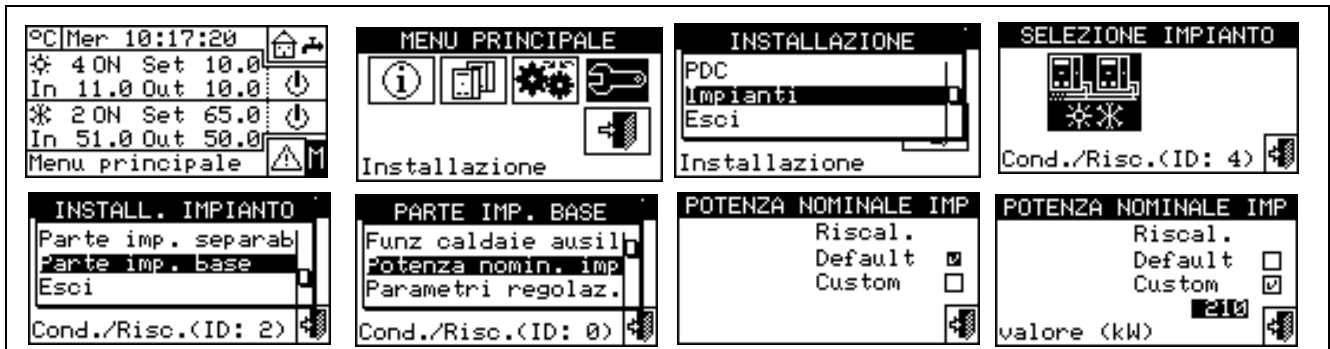 °C Mer 10:17:20
4 ON Set 10.0
In 11.0 Out 10.0
2 ON Set 65.0
In 51.0 Out 50.0
Menu principale M
MENU PRINCIPALE
i
Installazione
INSTALLAZIONE
PDC
Impianti
Esci
Installazione
SELEZIONE IMPIANTO
Cond./Risc.(ID: 4)
INSTALL. IMPIANTO
Parte imp. separab
Parte imp. base
Esci
Cond./Risc.(ID: 2)
PARTE IMP. BASE
Funz caldaie ausil
Potenza nomin. imp
Parametri regolaz.
Cond./Risc.(ID: 0)
POTENZA NOMINALE IMP
Riscal.
Default
Custom
POTENZA NOMINALE IMP
Riscal.
Default
Custom
210
valore (kW)